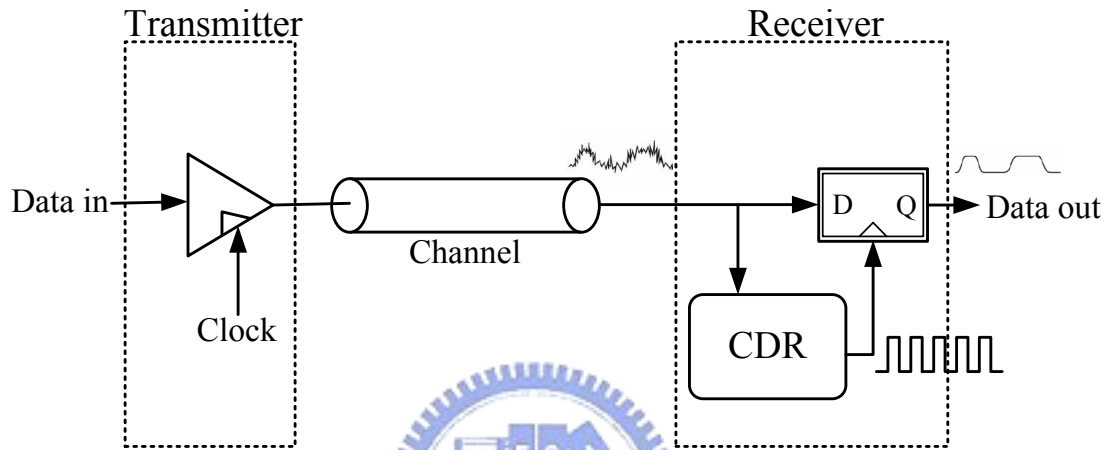 Transmitter
Receiver
Data in
Clock
Channel
D Q
Data out
CDR